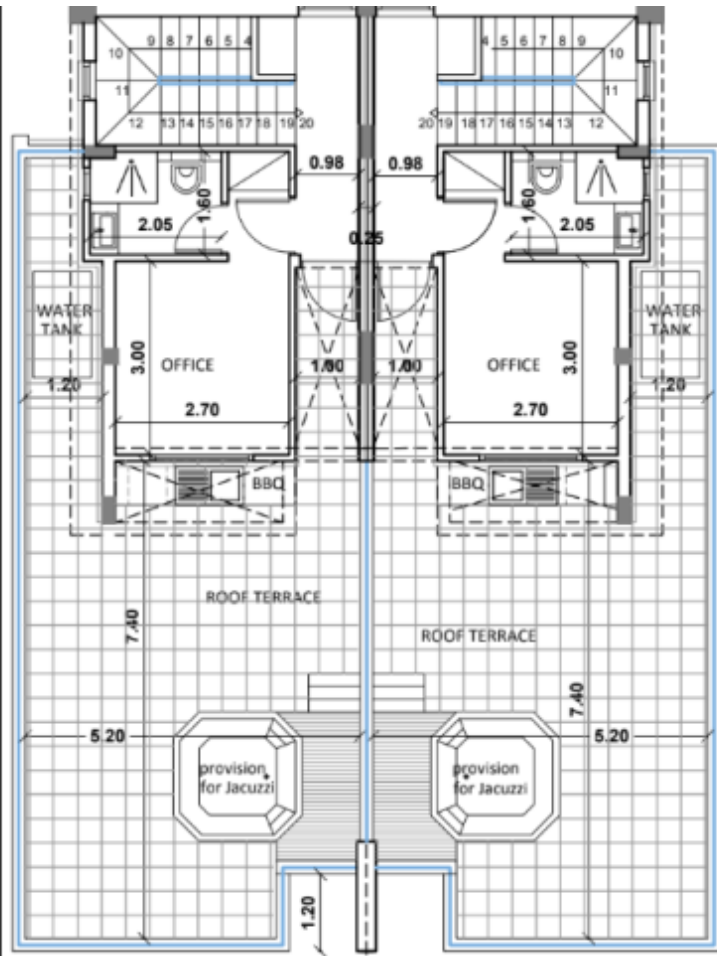 9 8 7 6 5 4
4 5 6 7 8 9
10
10
11
11
12 13 14 15 16 17 18 19 20
20 19 18 17 16 15 14 13 12
0.98
0.98
1.60
1.60
2.05
2.05
0.25
WATER
TANK
WATER
TANK
3.00
OFFICE
1.00
1.00
OFFICE
3.00
1.20
1.20
2.70
2.70
BBQ
BBQ
ROOF TERRACE
ROOF TERRACE
7.40
7.40
5.20
5.20
provision
for Jacuzzi
provision
for Jacuzzi
1.20